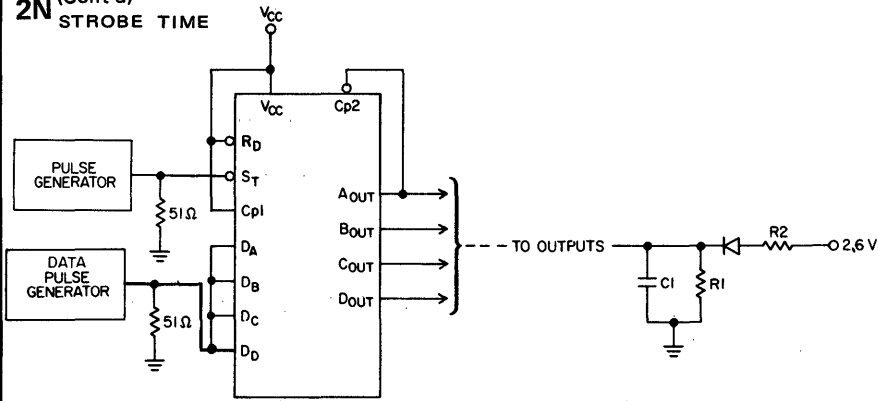 2N (Cont'd)
STROBE TIME
VCC
VCC
Cp2
RD
ST
Cp1
DA
DB
DC
DD
AOUT
BOUT
COUT
DOUT
PULSE
GENERATOR
51Ω
DATA
PULSE
GENERATOR
51Ω
TO OUTPUTS
C1
R1
R2
2,6 V